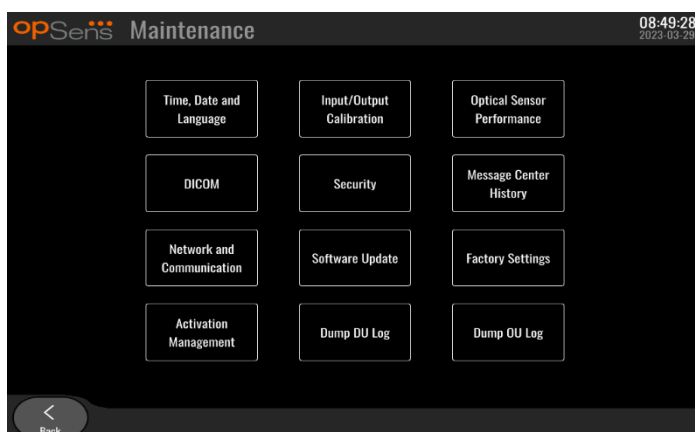 opSens Maintenance
08:49:28
2023-03-29
Time, Date and
Language
Input/Output
Calibration
Optical Sensor
Performance
DICOM
Security
Message Center
History
Network and
Communication
Software Update
Factory Settings
Activation
Management
Dump DU Log
Dump OU Log
Back